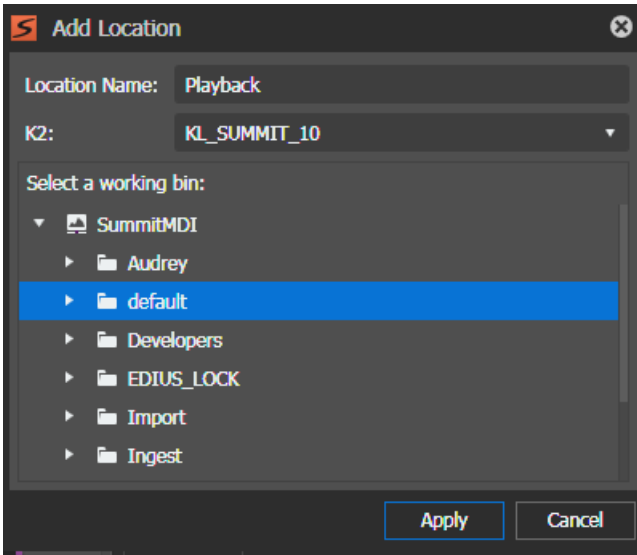 Add Location
Location Name: Playback
K2: KL_SUMMIT_10
Select a working bin:
SummitMDI
Audrey
default
Developers
EDIUS_LOCK
Import
Ingest
Apply Cancel